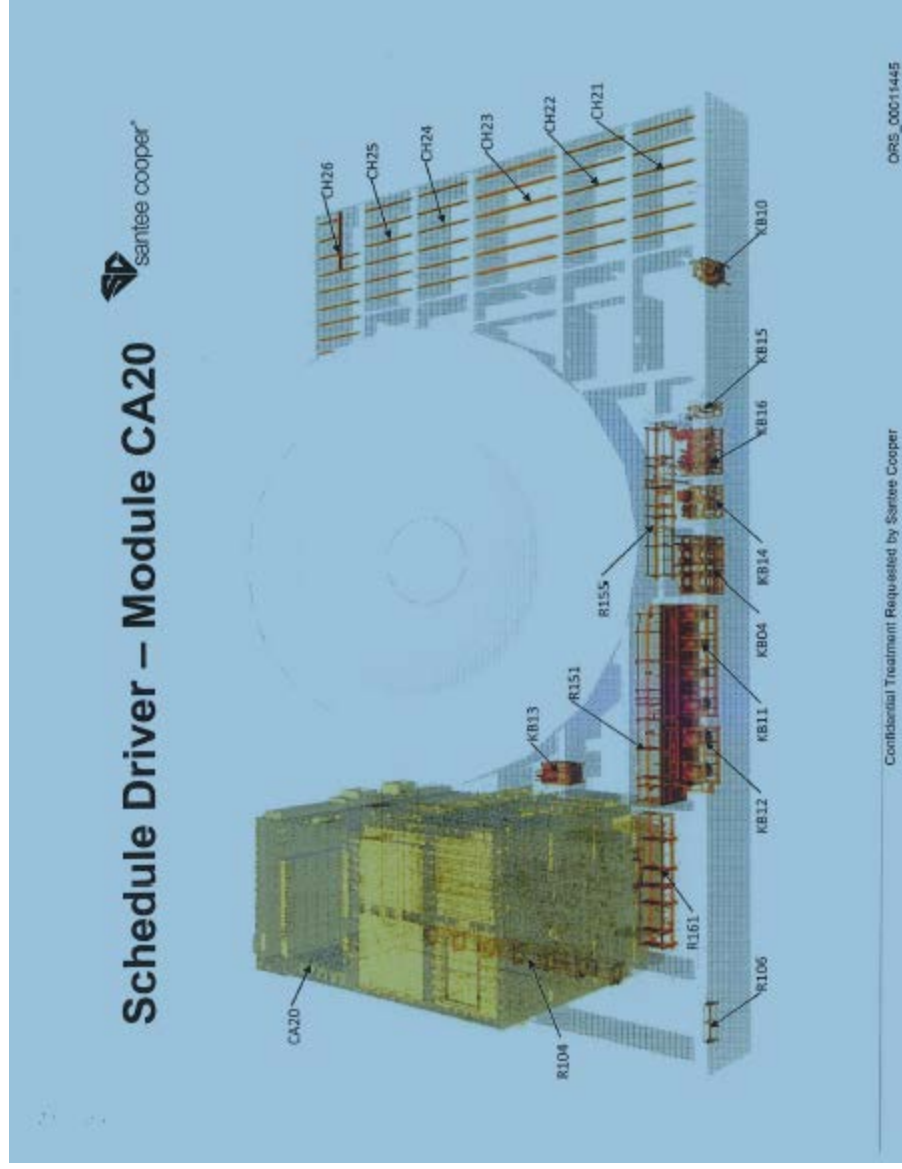 Schedule Driver – Module CA20
santee cooper®
CH26
CH25
CH24
CH23
CH22
CH21
CA20
R104
KB13
R151
R155
R161
R106
KB12
KB11
KB04
KB14
KB16
KB15
KB10
Confidential Treatment Requested by Santee Cooper
ORS_00011445